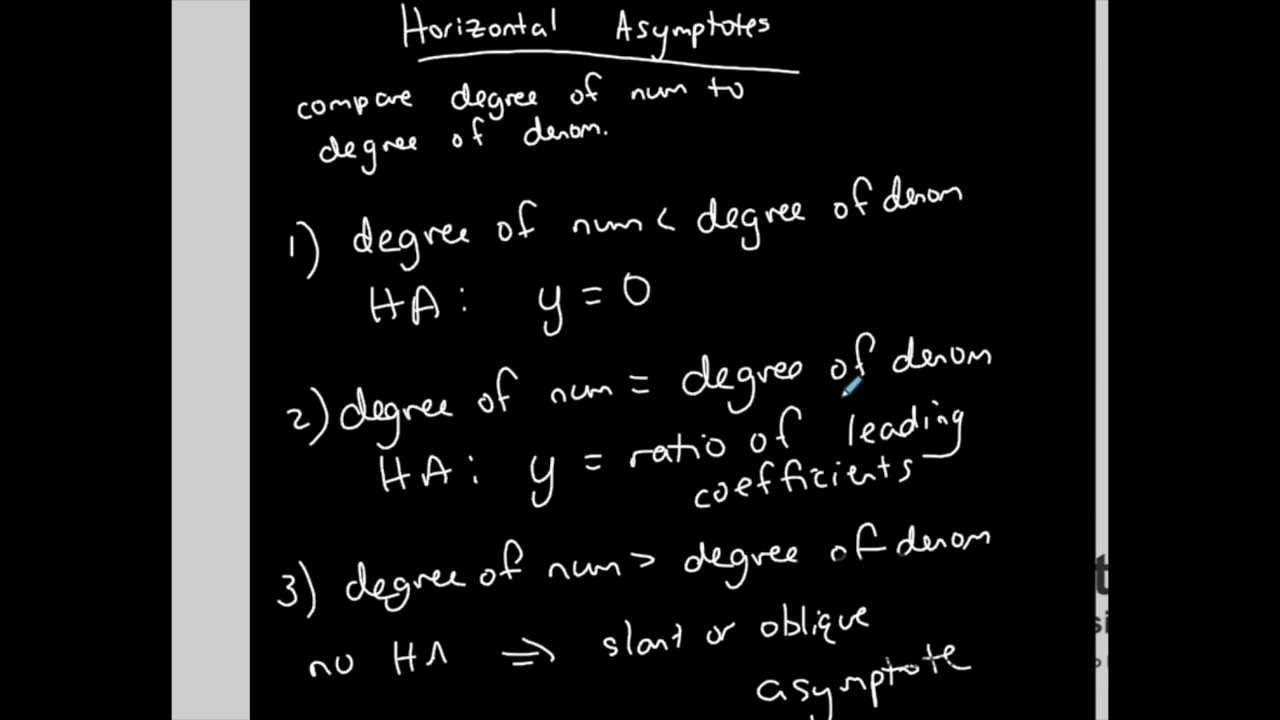 Horizontal Asymptotes
compare degree of num to
degree of denom.
1) degree of num < degree of denom
HA: y = 0
2) degree of num = degree of denom
HA: y = ratio of leading
coefficients
3) degree of num > degree of denom
no HA ⇒ slant or oblique
asymptote